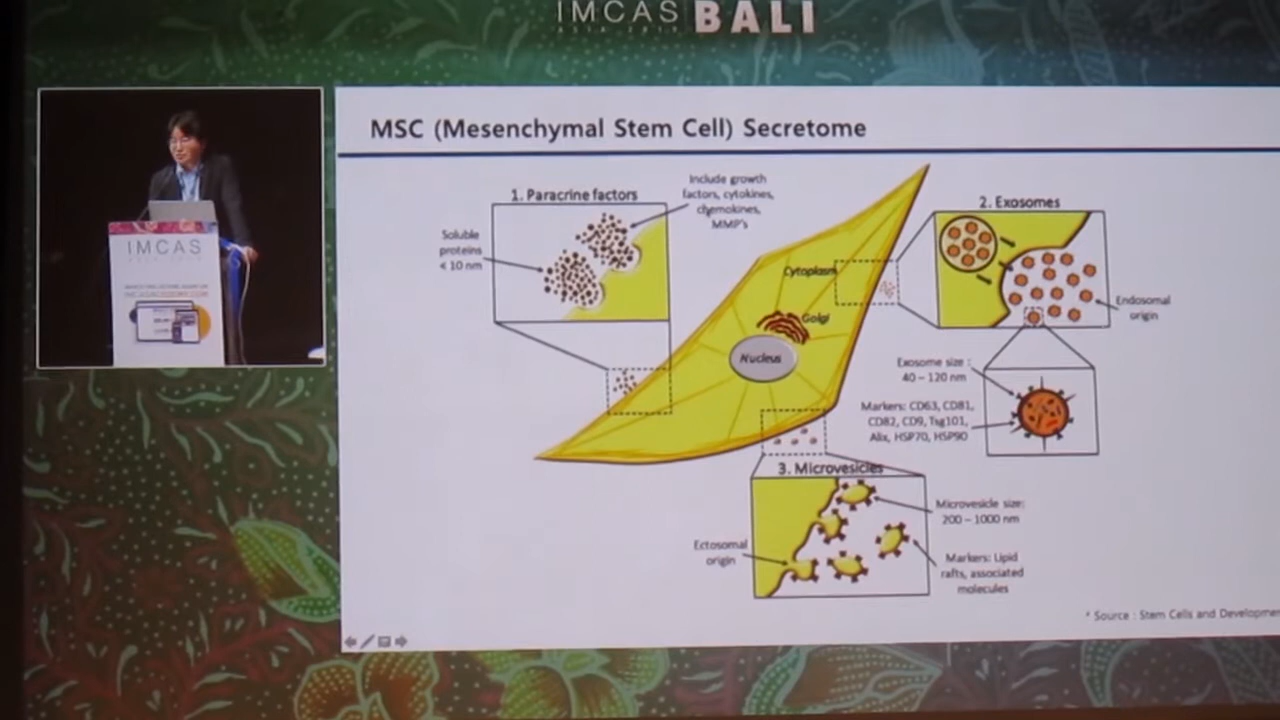 IMCAS BALI
IMCAS
MSC (Mesenchymal Stem Cell) Secretome
1. Paracrine factors
Include growth
factors, cytokines,
chemokines,
MMP's
Soluble
proteins
< 10 nm
Cytoplasm
Golgi
Nucleus
2. Exosomes
Endosomal
origin
Exosome size :
40 – 120 nm
Markers: CD63, CD81,
CD82, CD9, Tsg101,
Alix, HSP70, HSP90
3. Microvesicles
Microvesicle size:
200 – 1000 nm
Ectosomal
origin
Markers: Lipid
rafts, associated
molecules
* Source : Stem Cells and Developmen